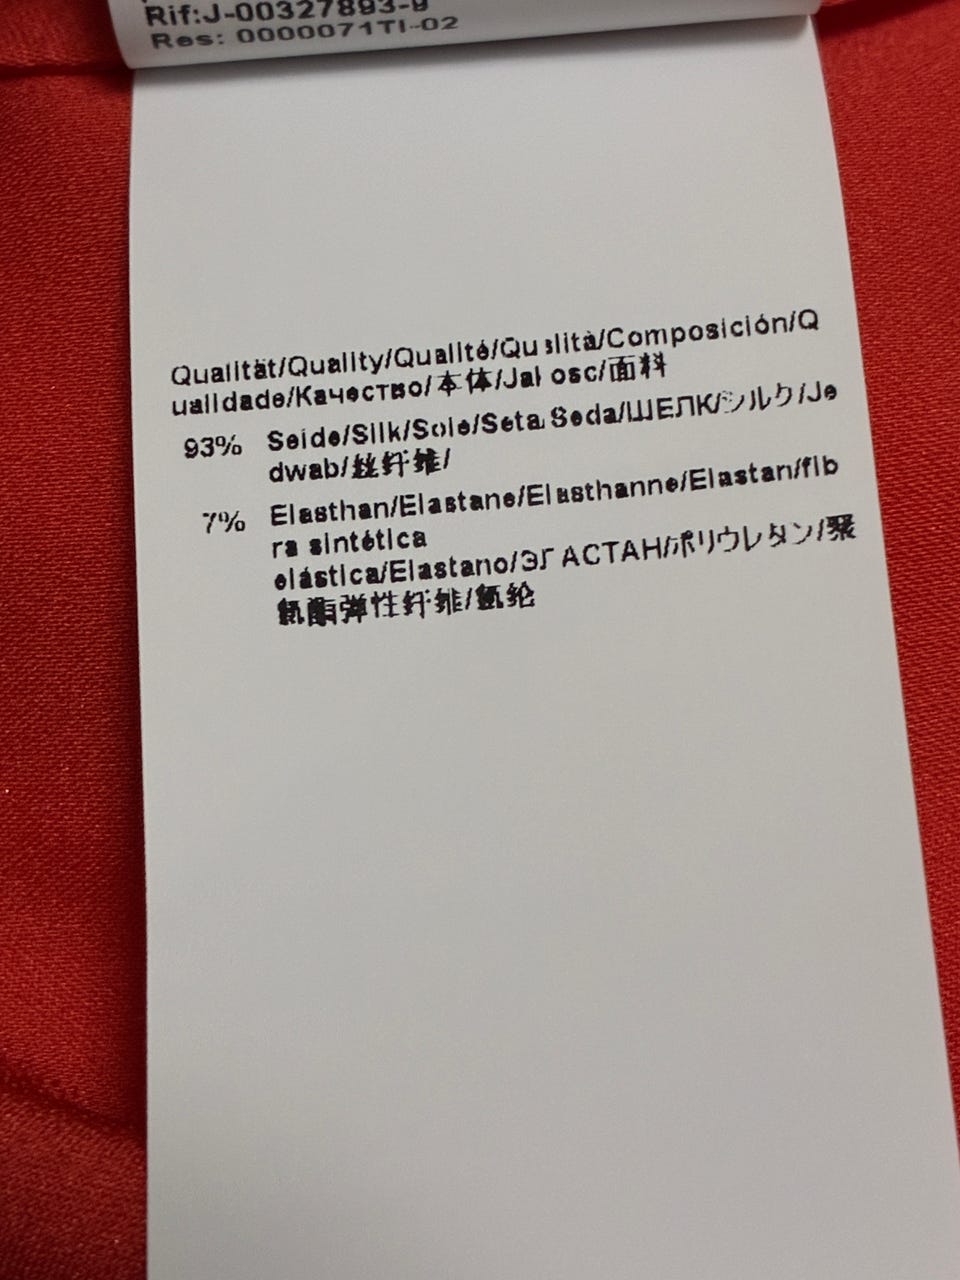 Rif:J-00327893-9
Res: 0000071TI-02
Qualität/Quality/Qualité/Qualità/Composición/Q
ualidade/Качество/本体/Jakosc/面料
93% Seide/Silk/Soie/Seta/Seda/ШЕЛК/シルク/Je
dwab/丝纤维/
7% Elasthan/Elastane/Elasthanne/Elastan/fib
ra sintética
elástica/Elastano/ЭЛАСТАН/ポリウレタン/聚
氨酯弹性纤维/氨纶